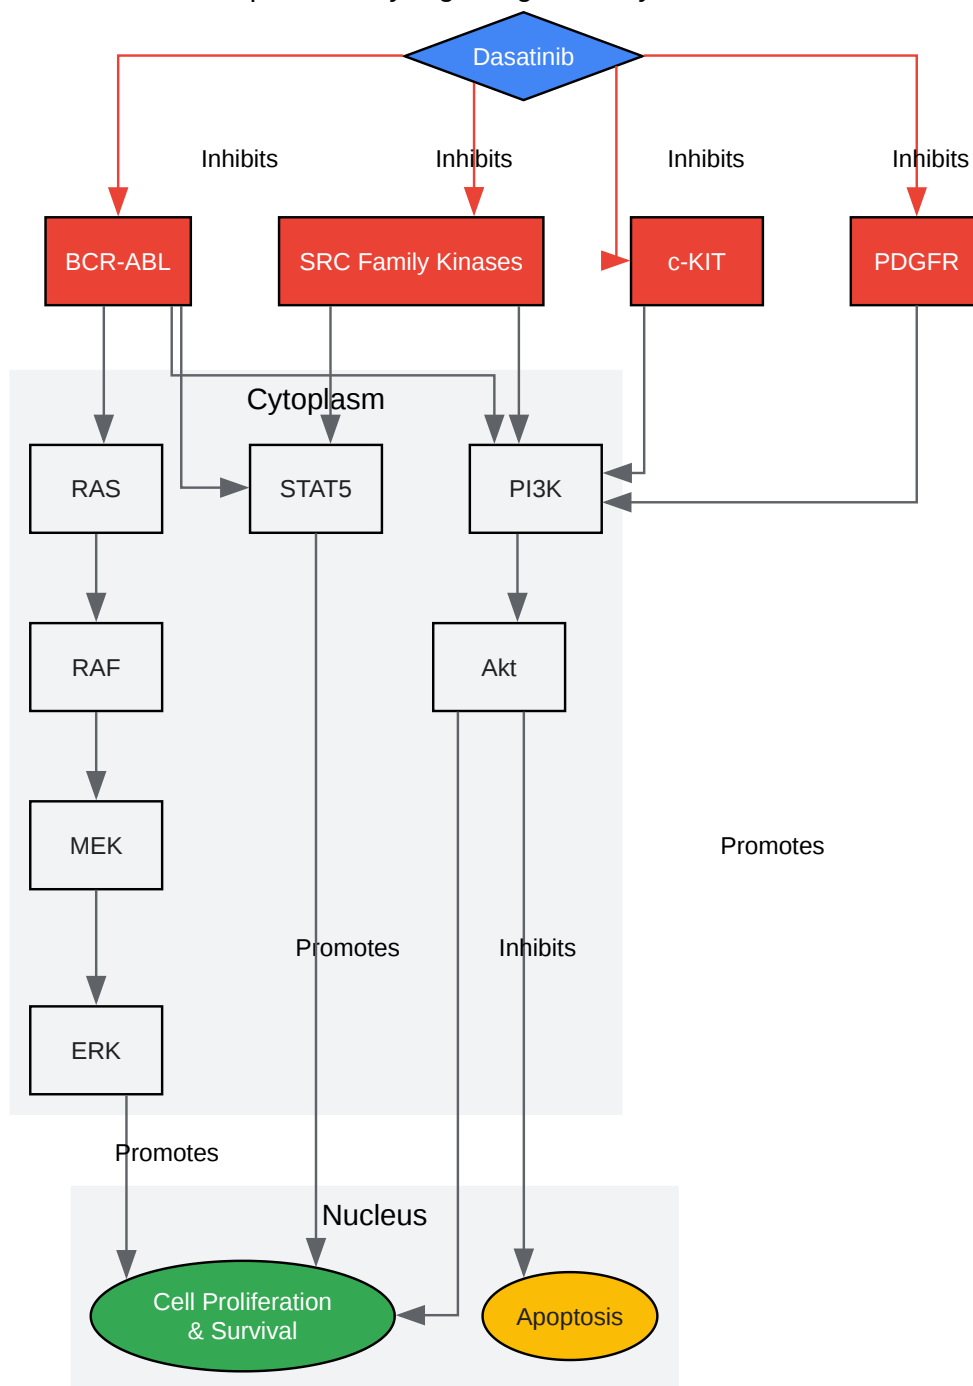 Dasatinib
Inhibits
Inhibits
Inhibits
Inhibits
BCR-ABL
SRC Family Kinases
c-KIT
PDGFR
Cytoplasm
RAS
STAT5
PI3K
RAF
Akt
MEK
Promotes
Promotes
Inhibits
ERK
Promotes
Nucleus
Cell Proliferation
& Survival
Apoptosis